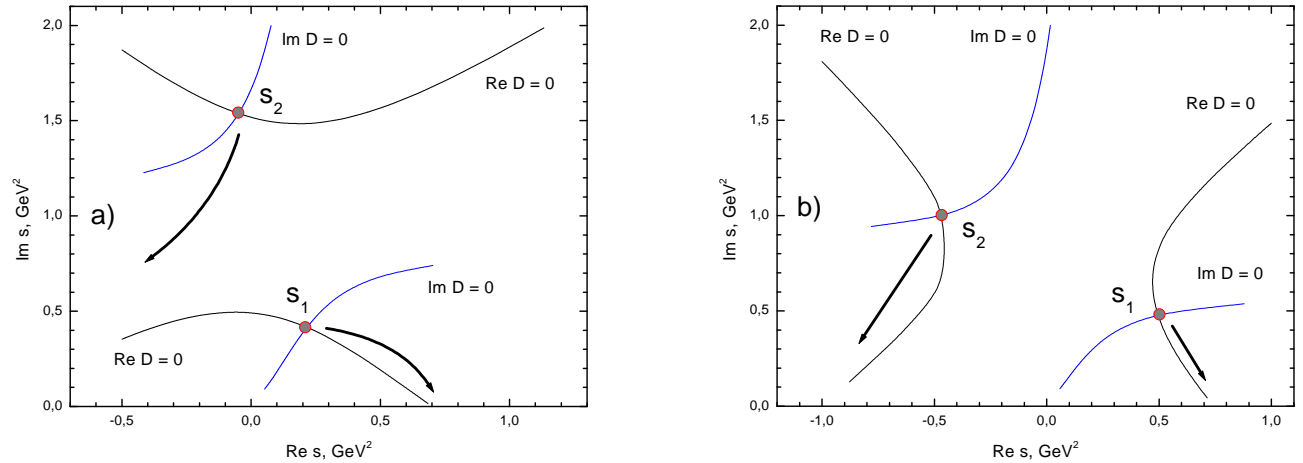 2,0
1,5
1,0
0,5
0,0
Im s, GeV²
a)
Im D = 0
Re D = 0
S₂
S₁
Im D = 0
Re D = 0
-0,5 0,0 0,5 1,0
Re s, GeV²
2,0
1,5
1,0
0,5
0,0
Im s, GeV²
b)
Re D = 0
Im D = 0
Re D = 0
S₂
Im D = 0
S₁
-1,0 -0,5 0,0 0,5 1,0
Re s, GeV²